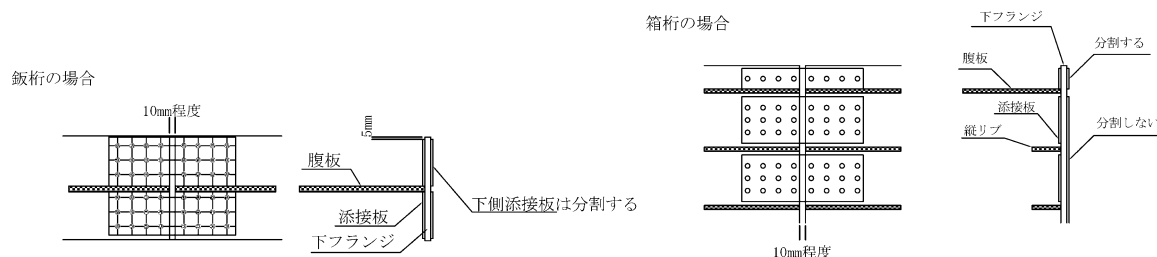 鈑桁の場合
10mm程度
5mm
腹板
添接板
下フランジ
下側添接板は分割する
箱桁の場合
10mm程度
下フランジ
分割する
腹板
添接板
縦リブ
分割しない